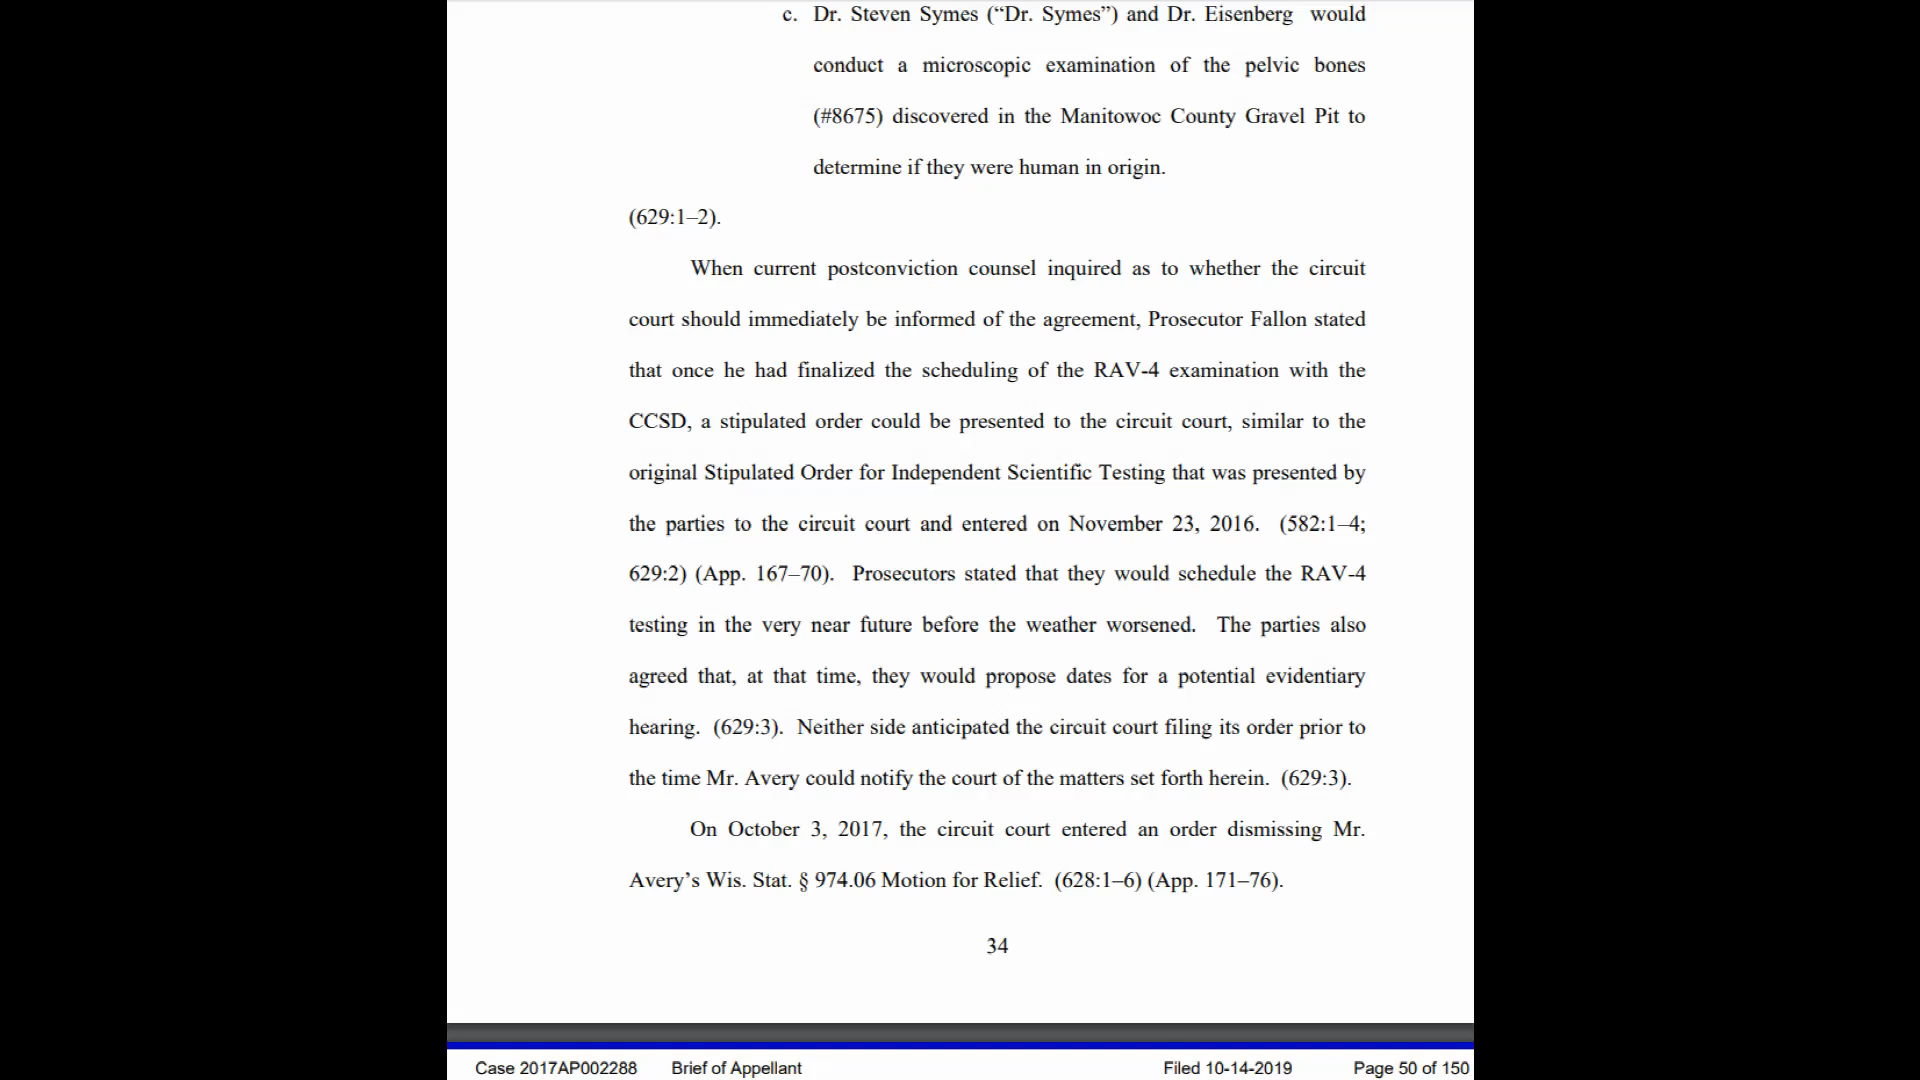 c. Dr. Steven Symes (“Dr. Symes”) and Dr. Eisenberg would
conduct a microscopic examination of the pelvic bones
(#8675) discovered in the Manitowoc County Gravel Pit to
determine if they were human in origin.
(629:1–2).
When current postconviction counsel inquired as to whether the circuit
court should immediately be informed of the agreement, Prosecutor Fallon stated
that once he had finalized the scheduling of the RAV-4 examination with the
CCSD, a stipulated order could be presented to the circuit court, similar to the
original Stipulated Order for Independent Scientific Testing that was presented by
the parties to the circuit court and entered on November 23, 2016. (582:1–4;
629:2) (App. 167–70). Prosecutors stated that they would schedule the RAV-4
testing in the very near future before the weather worsened. The parties also
agreed that, at that time, they would propose dates for a potential evidentiary
hearing. (629:3). Neither side anticipated the circuit court filing its order prior to
the time Mr. Avery could notify the court of the matters set forth herein. (629:3).
On October 3, 2017, the circuit court entered an order dismissing Mr.
Avery’s Wis. Stat. § 974.06 Motion for Relief. (628:1–6) (App. 171–76).
34
Case 2017AP002288 Brief of Appellant Filed 10-14-2019 Page 50 of 150